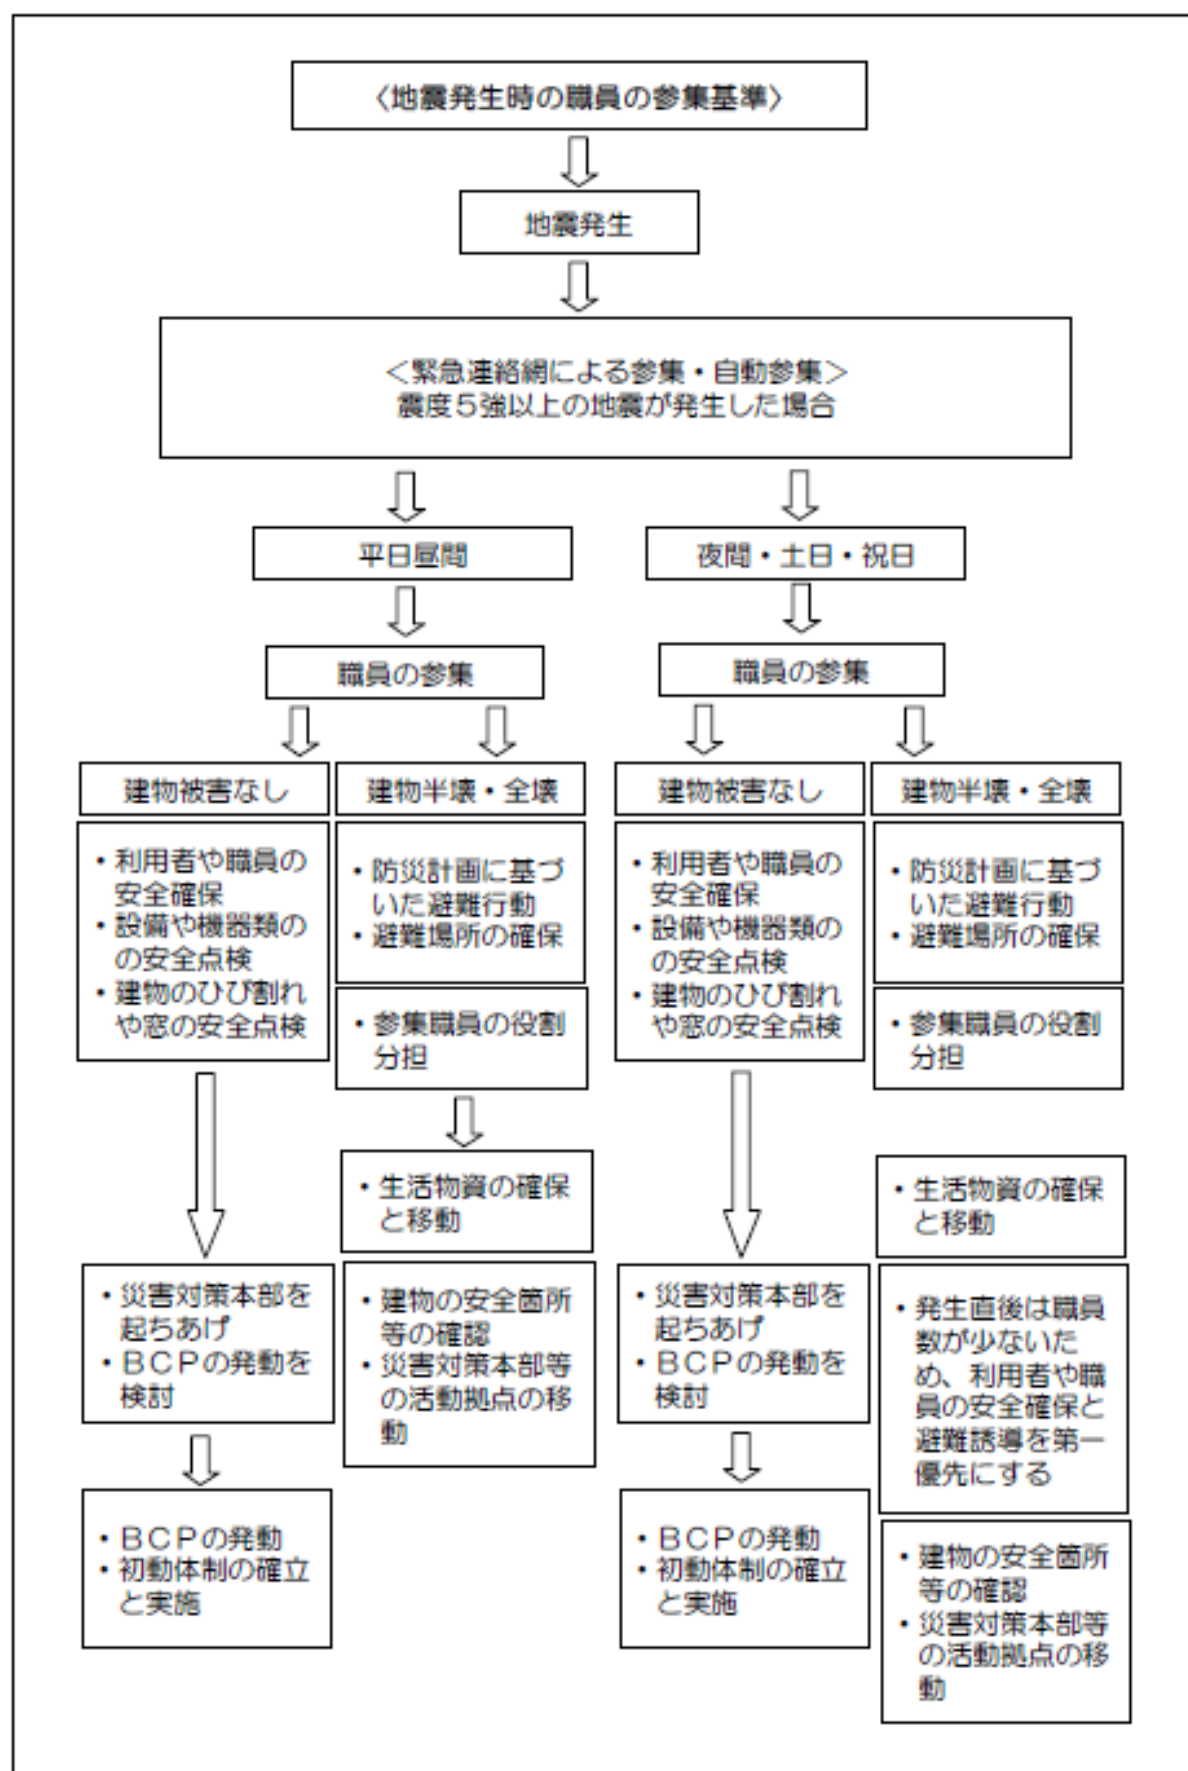 〈地震発生時の職員の参集基準〉
地震発生
＜緊急連絡網による参集・自動参集＞
震度５強以上の地震が発生した場合
平日昼間
夜間・土日・祝日
職員の参集
職員の参集
建物被害なし
建物半壊・全壊
建物被害なし
建物半壊・全壊
・利用者や職員の
安全確保
・設備や機器類の
の安全点検
・建物のひび割れ
や窓の安全点検
・防災計画に基づ
いた避難行動
・避難場所の確保
・参集職員の役割
分担
・利用者や職員の
安全確保
・設備や機器類の
の安全点検
・建物のひび割れ
や窓の安全点検
・防災計画に基づ
いた避難行動
・避難場所の確保
・参集職員の役割
分担
・生活物資の確保
と移動
・生活物資の確保
と移動
・災害対策本部を
起ちあげ
・ＢＣＰの発動を
検討
・建物の安全箇所
等の確認
・災害対策本部等
の活動拠点の移
動
・災害対策本部を
起ちあげ
・ＢＣＰの発動を
検討
・発生直後は職員
数が少ないた
め、利用者や職
員の安全確保と
避難誘導を第一
優先にする
・ＢＣＰの発動
・初動体制の確立
と実施
・ＢＣＰの発動
・初動体制の確立
と実施
・建物の安全箇所
等の確認
・災害対策本部等
の活動拠点の移
動